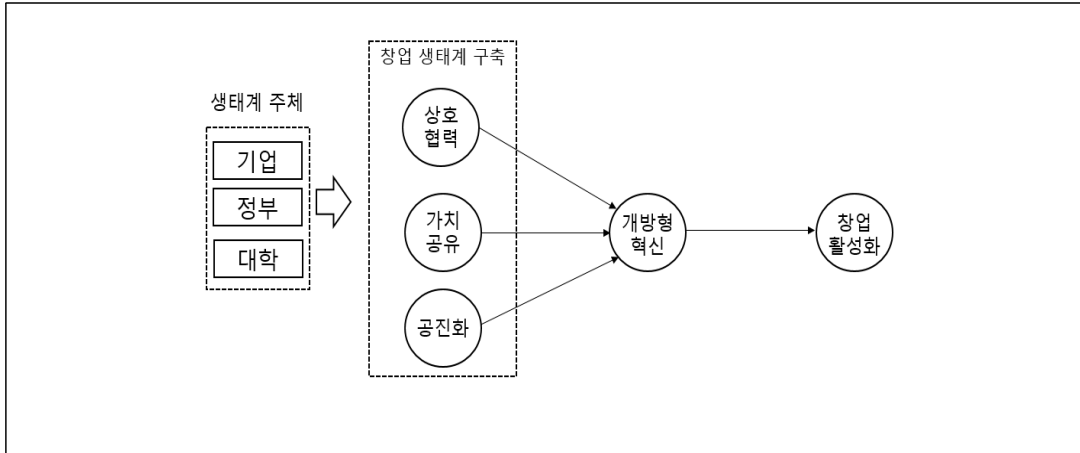 창업 생태계 구축
생태계 주체
기업
정부
대학
상호
협력
가치
공유
공진화
개방형
혁신
창업
활성화